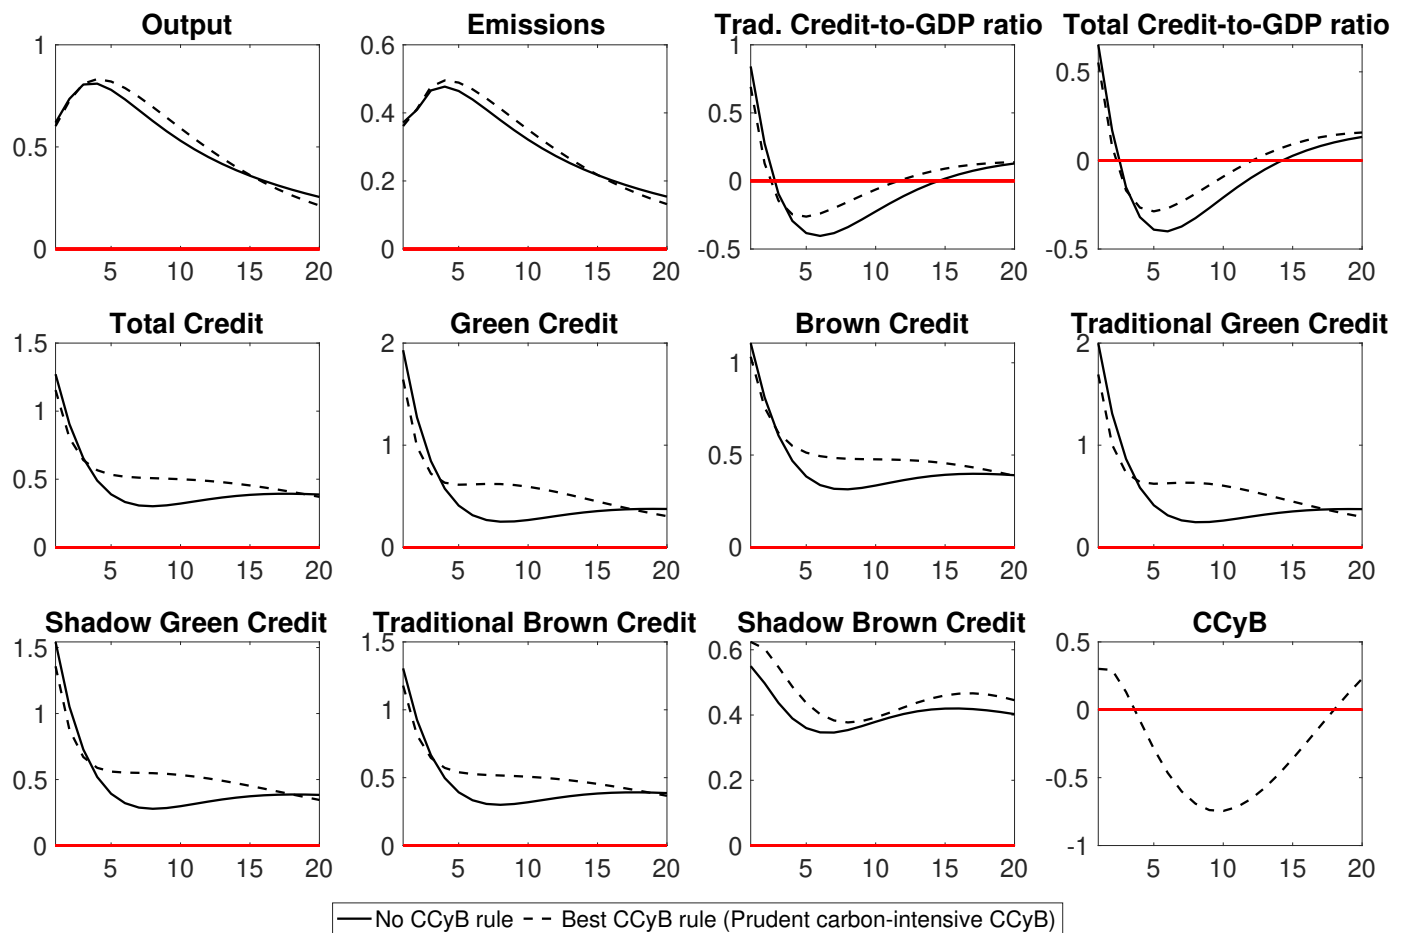 Output
Emissions
Trad. Credit-to-GDP ratio
Total Credit-to-GDP ratio
1
0.5
0
5 10 15 20
0.6
0.4
0.2
0
5 10 15 20
1
0.5
0
-0.5
5 10 15 20
0.5
0
-0.5
5 10 15 20
Total Credit
Green Credit
Brown Credit
Traditional Green Credit
1.5
1
0.5
0
5 10 15 20
2
1
0
5 10 15 20
1
0.5
0
5 10 15 20
2
1
0
5 10 15 20
Shadow Green Credit
Traditional Brown Credit
Shadow Brown Credit
CCyB
1.5
1
0.5
0
5 10 15 20
1.5
1
0.5
0
5 10 15 20
0.6
0.4
0.2
0
5 10 15 20
0.5
0
-0.5
-1
5 10 15 20
No CCyB rule
Best CCyB rule (Prudent carbon-intensive CCyB)